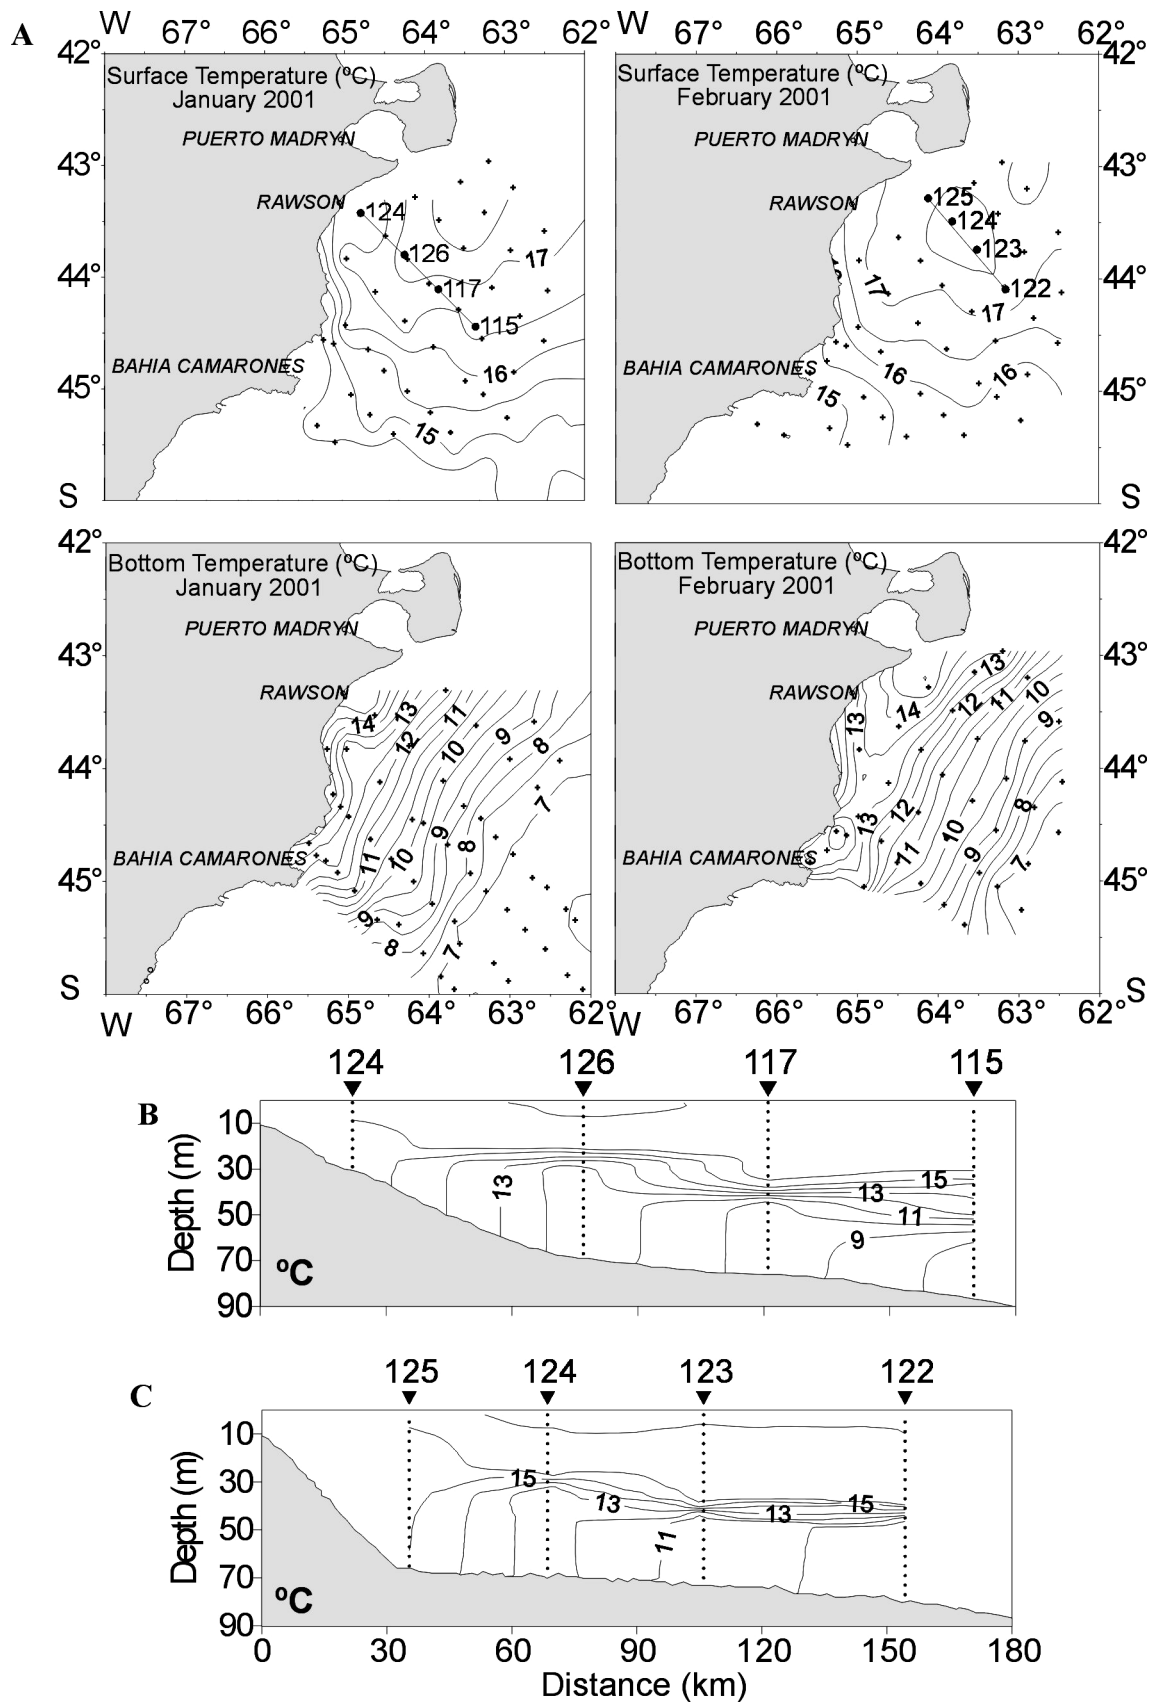 A
W 67° 66° 65° 64° 63° 62°
W 67° 66° 65° 64° 63° 62°
42°
Surface Temperature (ºC)
January 2001
PUERTO MADRYN
43°
RAWSON
124
126
17
44°
117
115
BAHIA CAMARONES
16
45°
15
S
42°
Surface Temperature (ºC)
February 2001
PUERTO MADRYN
43°
RAWSON
125
124
123
44°
122
17
17
BAHIA CAMARONES
16
16
45°
15
S
42°
Bottom Temperature (ºC)
January 2001
PUERTO MADRYN
43°
RAWSON
14 13 12 11 10 9 8
44°
7
9
8
BAHIA CAMARONES
11 10
45°
9
8
7
S
W 67° 66° 65° 64° 63° 62°
42°
Bottom Temperature (ºC)
February 2001
PUERTO MADRYN
43°
13
RAWSON
13 14 12 11 10 9
44°
13 12 8
BAHIA CAMARONES
11 10 9 7
45°
S
W 67° 66° 65° 64° 63° 62°
B
124 126 117 115
10
30
50
70
90
Depth (m)
13
15
13
11
9
ºC
C
125 124 123 122
10
30
50
70
90
Depth (m)
15
13
15
13
11
ºC
0 30 60 90 120 150 180
Distance (km)